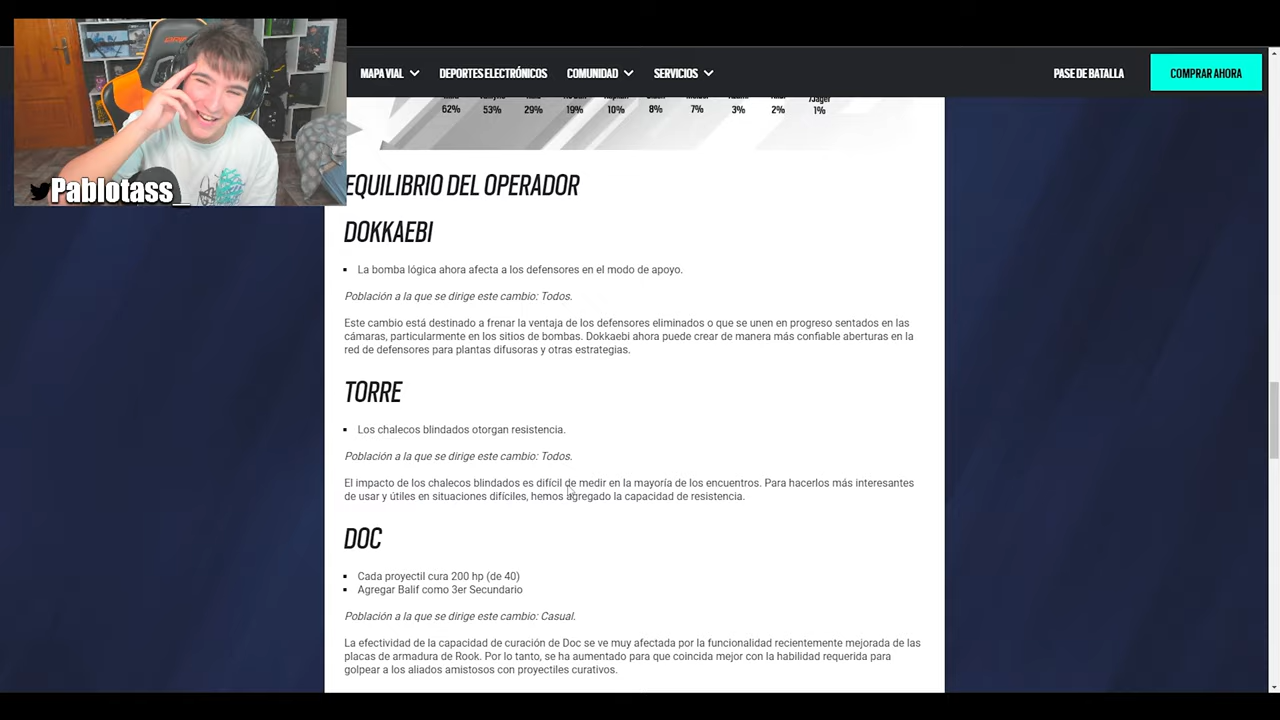 MAPA VIAL
DEPORTES ELECTRÓNICOS
COMUNIDAD
SERVICIOS
PASE DE BATALLA
COMPRAR AHORA
62% 53% 29% 19% 10% 8% 7% 3% 2% 1%
Pablotass_
EQUILIBRIO DEL OPERADOR
DOKKAEBI
La bomba lógica ahora afecta a los defensores en el modo de apoyo.
Población a la que se dirige este cambio: Todos.
Este cambio está destinado a frenar la ventaja de los defensores eliminados o que se unen en progreso sentados en las
cámaras, particularmente en los sitios de bombas. Dokkaebi ahora puede crear de manera más confiable aberturas en la
red de defensores para plantas difusoras y otras estrategias.
TORRE
Los chalecos blindados otorgan resistencia.
Población a la que se dirige este cambio: Todos.
El impacto de los chalecos blindados es difícil de medir en la mayoría de los encuentros. Para hacerlos más interesantes
de usar y útiles en situaciones difíciles, hemos agregado la capacidad de resistencia.
DOC
Cada proyectil cura 200 hp (de 40)
Agregar Balif como 3er Secundario
Población a la que se dirige este cambio: Casual.
La efectividad de la capacidad de curación de Doc se ve muy afectada por la funcionalidad recientemente mejorada de las
placas de armadura de Rook. Por lo tanto, se ha aumentado para que coincida mejor con la habilidad requerida para
golpear a los aliados amistosos con proyectiles curativos.